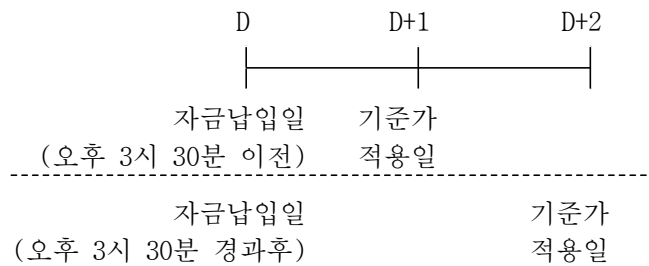 D D+1 D+2
자금납입일 기준가
(오후 3시 30분 이전) 적용일
자금납입일 기준가
(오후 3시 30분 경과후) 적용일